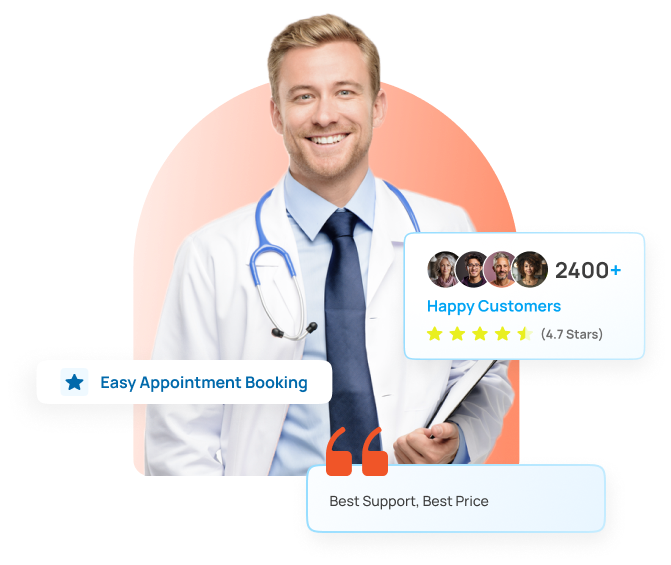 2400+
Happy Customers
(4.7 Stars)
Easy Appointment Booking
Best Support, Best Price